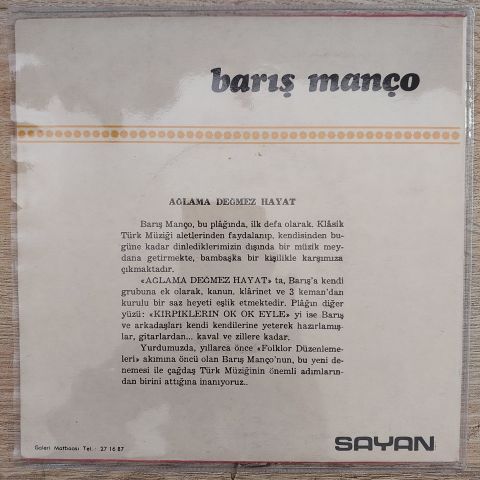 barış manço
AĞLAMA DEĞMEZ HAYAT
Barış Manço, bu plâğında, ilk defa olarak. Klâsik
Türk Müziği aletlerinden faydalanıp, kendisinden bu-
güne kadar dinlediklerimizin dışında bir müzik mey-
dana getirmekte, bambaşka bir kişilikle karşımıza
çıkmaktadır.
«AĞLAMA DEĞMEZ HAYAT» ta, Barış'a kendi
grubuna ek olarak, kanun, klârinet ve 3 keman'dan
kurulu bir saz heyeti eşlik etmektedir. Plâğın diğer
yüzü: «KIRPIKLERIN OK OK EYLE» yi ise Barış
ve arkadaşları kendi kendilerine yeterek hazırlamış-
lar, gitarlardan... kaval ve zillere kadar.
Yurdumuzda, yıllarca önce «Folklor Düzenleme-
leri» akımına öncü olan Barış Manço'nun, bu yeni de-
nemesi ile çağdaş Türk Müziğinin önemli adımların-
dan birini attığına inanıyoruz..
Galeri Matbaası Tel.: 27 16 87
SAYAN